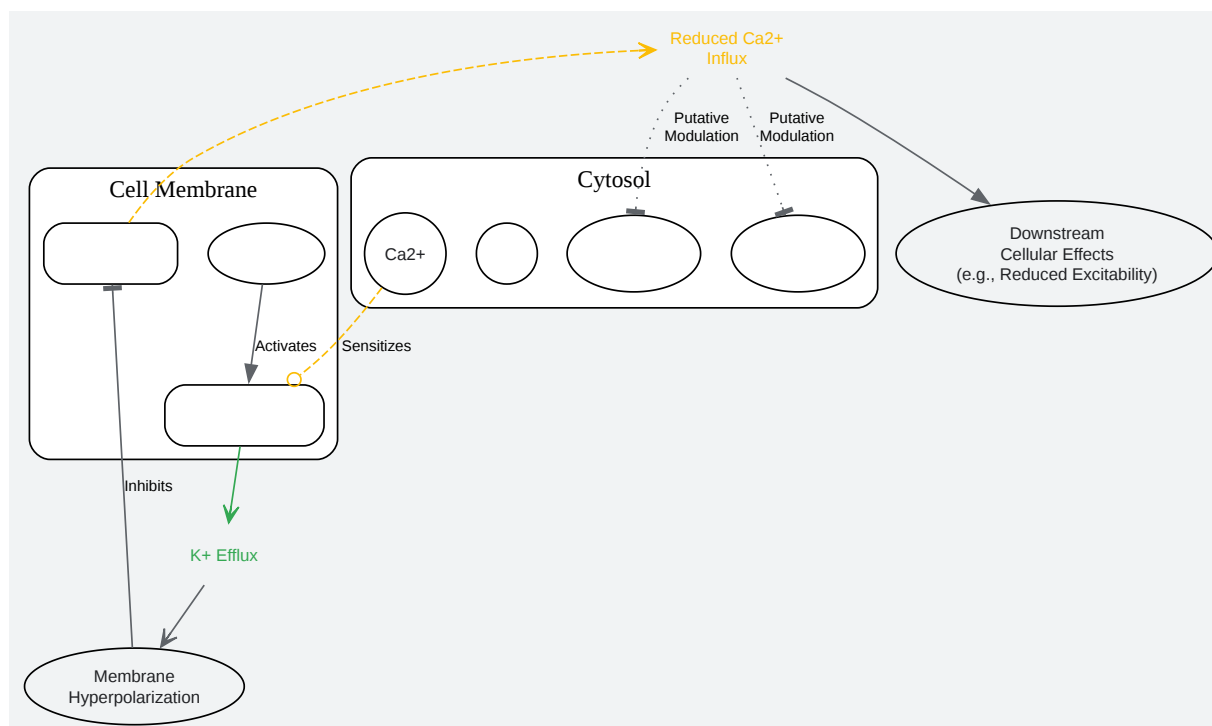 Reduced Ca2+
Influx
Putative
Modulation
Putative
Modulation
Cell Membrane
Cytosol
Ca2+
Downstream
Cellular Effects
(e.g., Reduced Excitability)
Activates
Sensitizes
Inhibits
K+ Efflux
Membrane
Hyperpolarization